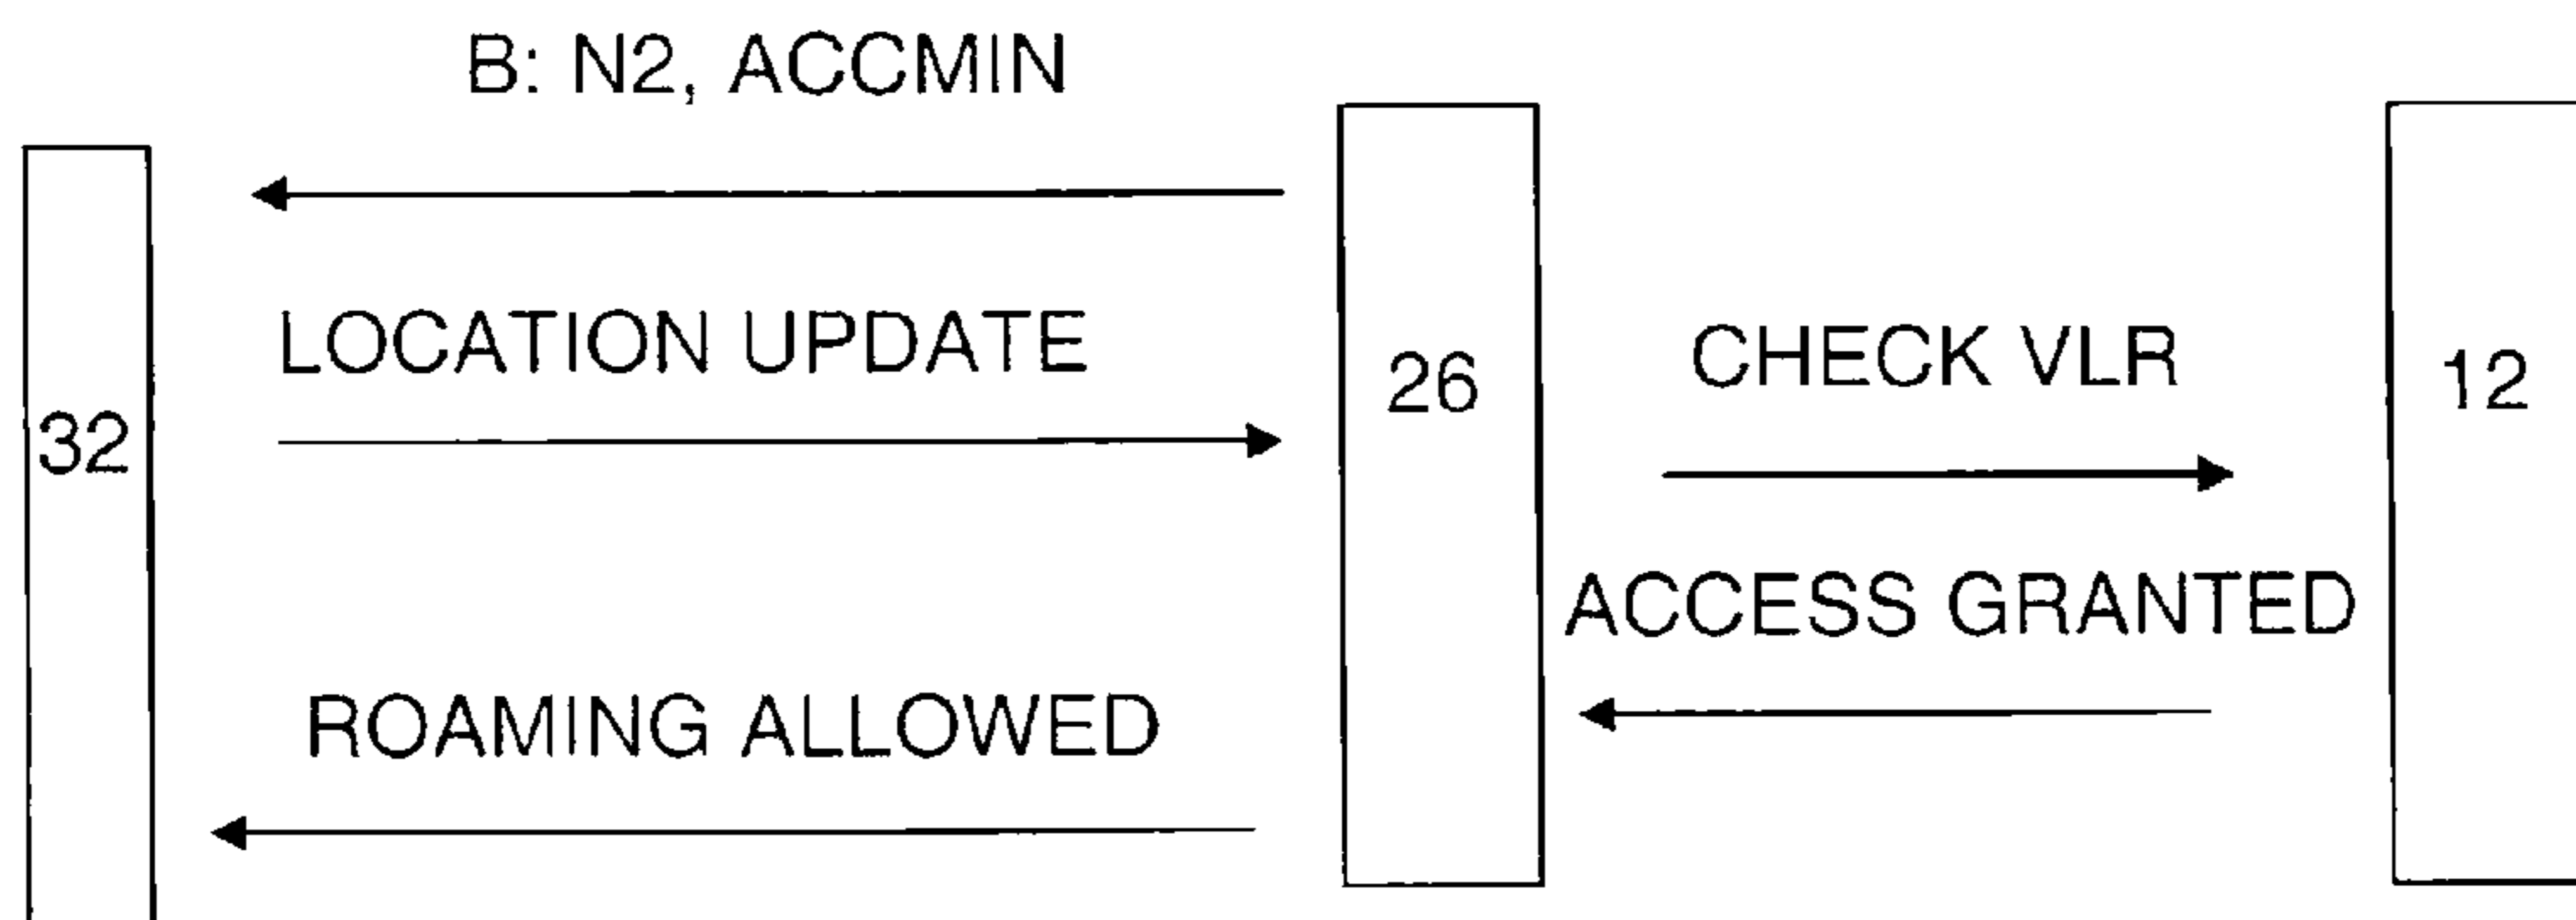 B: N2, ACCMIN
LOCATION UPDATE
CHECK VLR
26
12
32
ACCESS GRANTED
ROAMING ALLOWED